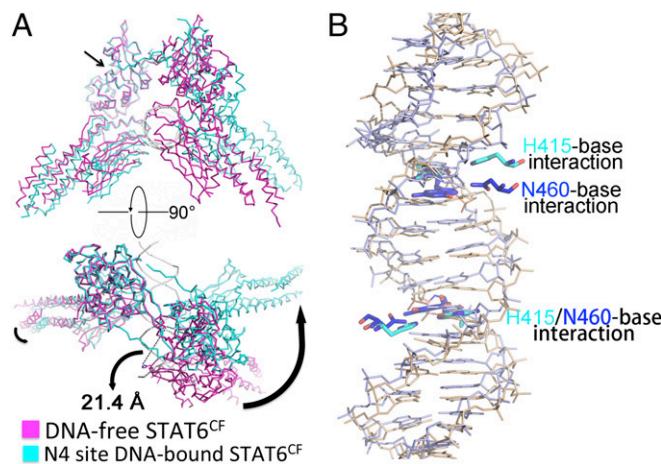 A
B
H415-base
interaction
N460-base
interaction
90°
H415/N460-base
interaction
21.4 Å
DNA-free STAT6CF
N4 site DNA-bound STAT6CF